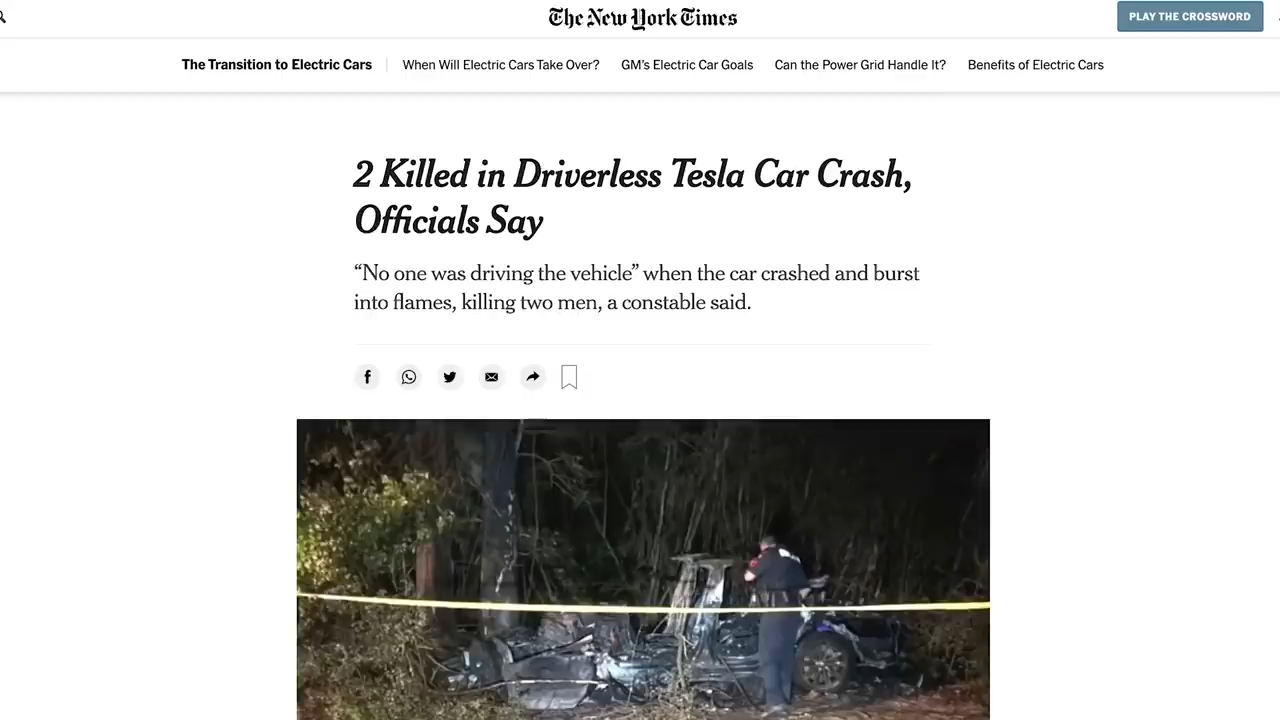 The New York Times
PLAY THE CROSSWORD
The Transition to Electric Cars
When Will Electric Cars Take Over?
GM's Electric Car Goals
Can the Power Grid Handle It?
Benefits of Electric Cars
2 Killed in Driverless Tesla Car Crash,
Officials Say
“No one was driving the vehicle” when the car crashed and burst
into flames, killing two men, a constable said.